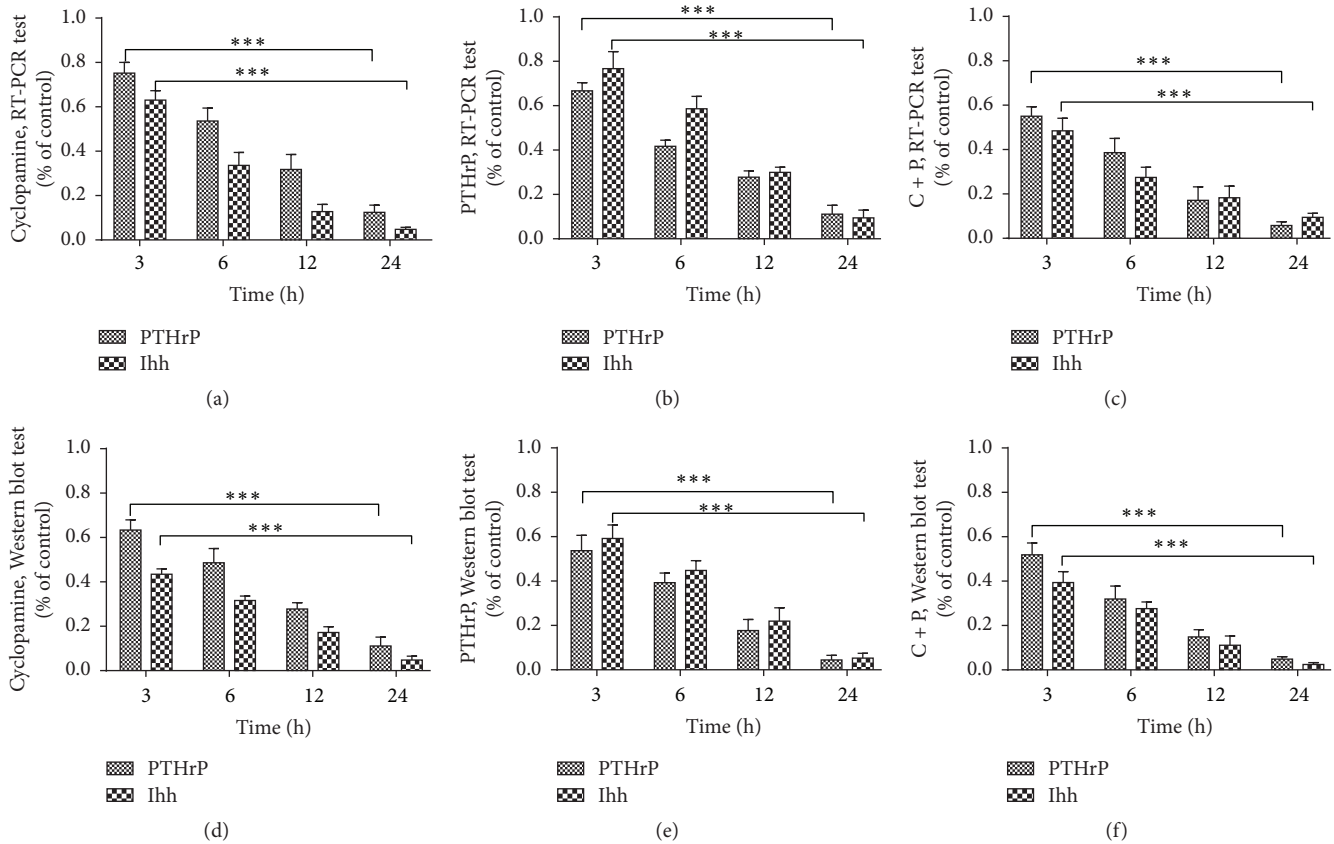 Cyclopamine, RT-PCR test
(% of control)
1.0
0.8
0.6
0.4
0.2
0.0
***
***
3 6 12 24
Time (h)
PTHrP
Ihh
(a)
PTHrP, RT-PCR test
(% of control)
1.0
0.8
0.6
0.4
0.2
0.0
***
***
3 6 12 24
Time (h)
PTHrP
Ihh
(b)
C + P, RT-PCR test
(% of control)
1.0
0.8
0.6
0.4
0.2
0.0
***
***
3 6 12 24
Time (h)
PTHrP
Ihh
(c)
Cyclopamine, Western blot test
(% of control)
1.0
0.8
0.6
0.4
0.2
0.0
***
***
3 6 12 24
Time (h)
PTHrP
Ihh
(d)
PTHrP, Western blot test
(% of control)
1.0
0.8
0.6
0.4
0.2
0.0
***
***
3 6 12 24
Time (h)
PTHrP
Ihh
(e)
C + P, Western blot test
(% of control)
1.0
0.8
0.6
0.4
0.2
0.0
***
***
3 6 12 24
Time (h)
PTHrP
Ihh
(f)